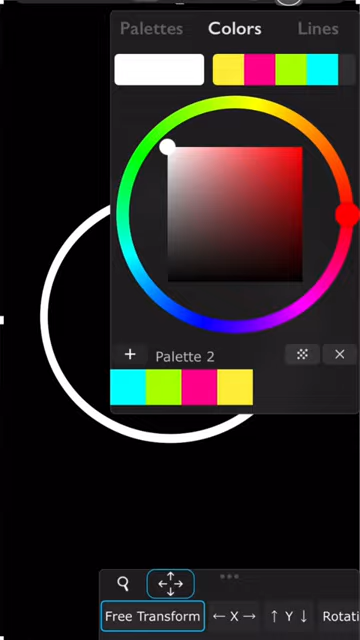 Palettes Colors Lines
+ Palette 2 ×
Free Transform ← X → ↑ Y ↓ Rotati